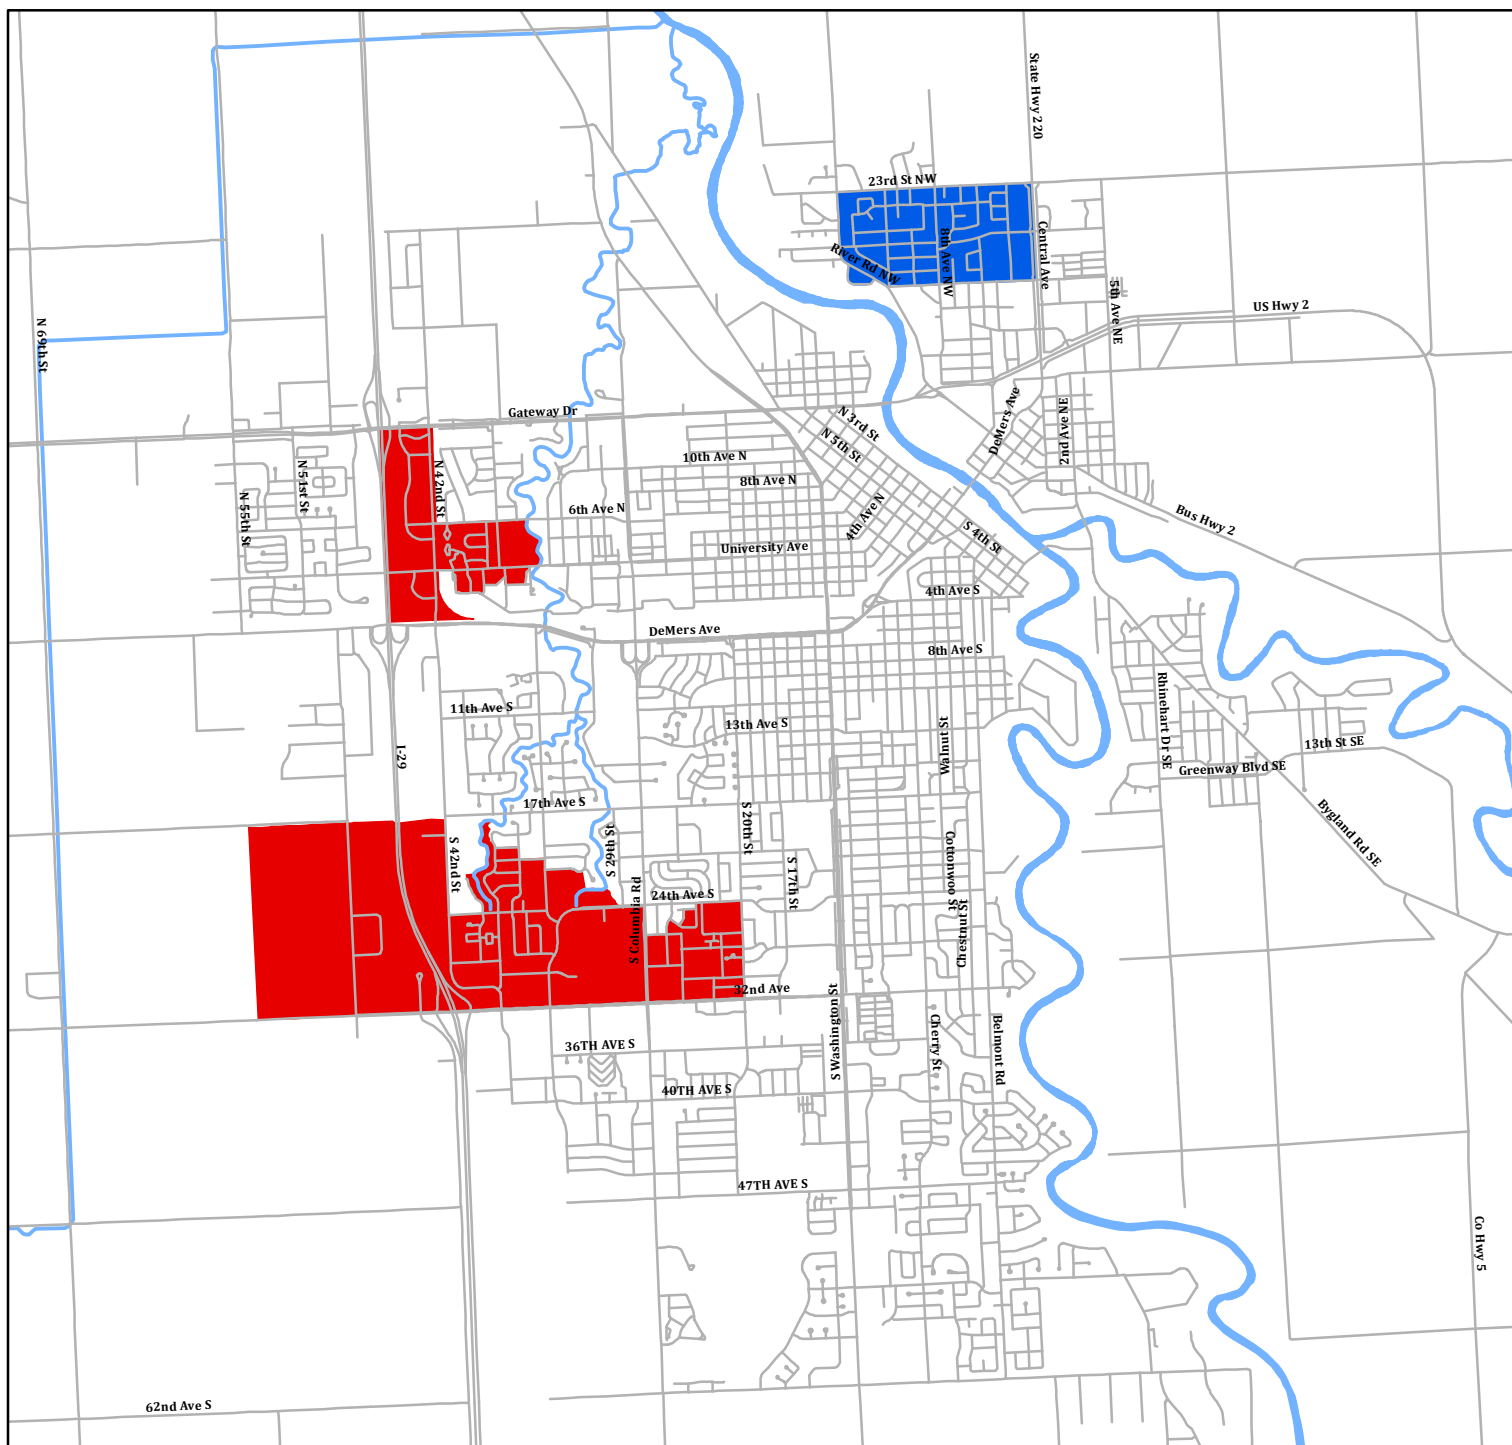 State Hwy 2 20
23rd St NW
Central Ave
8th Ave NW
River Rd NW
5th Ave NE
US Hwy 2
N 69th St
Gateway Dr
N 3rd St
N 5th St
DeMers Ave
2nd Ave NE
10th Ave N
8th Ave N
N 42nd St
N 51st St
N 55th St
6th Ave N
4th Ave N
Bus Hwy 2
S 4th St
University Ave
4th Ave S
DeMers Ave
8th Ave S
11th Ave S
13th Ave S
Rhinehart Dr SE
Walnut St
13th St SE
I-29
Greenway Blvd SE
17th Ave S
Bygland Rd SE
S 20th St
S 29th St
S 42nd St
Cottonwoo St
S 17th St
24th Ave S
S Columbia Rd
Chestnut St
32nd Ave
S Washington St
36TH AVE S
Cherry St
Belmont Rd
40TH AVE S
47TH AVE S
Co Hwy 5
62nd Ave S